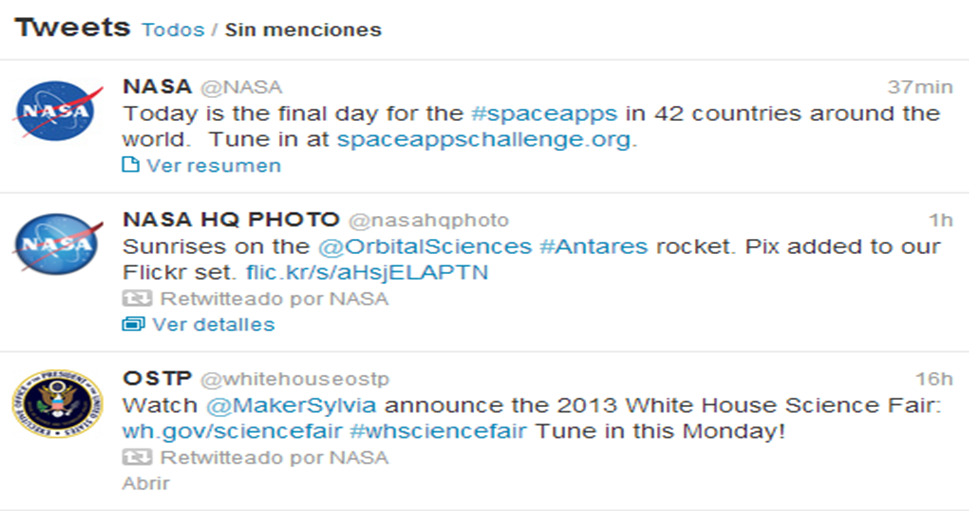 Tweets Todos / Sin menciones
NASA @NASA 37min
Today is the final day for the #spaceapps in 42 countries around the
world. Tune in at spaceappschallenge.org.
Ver resumen
NASA HQ PHOTO @nasahqphoto 1h
Sunrises on the @OrbitalSciences #Antares rocket. Pix added to our
Flickr set. flic.kr/s/aHsjELAPTN
Retwitteado por NASA
Ver detalles
OSTP @whitehouseostp 16h
Watch @MakerSylvia announce the 2013 White House Science Fair:
wh.gov/sciencefair #whsciencefair Tune in this Monday!
Retwitteado por NASA
Abrir
NASA
NASA